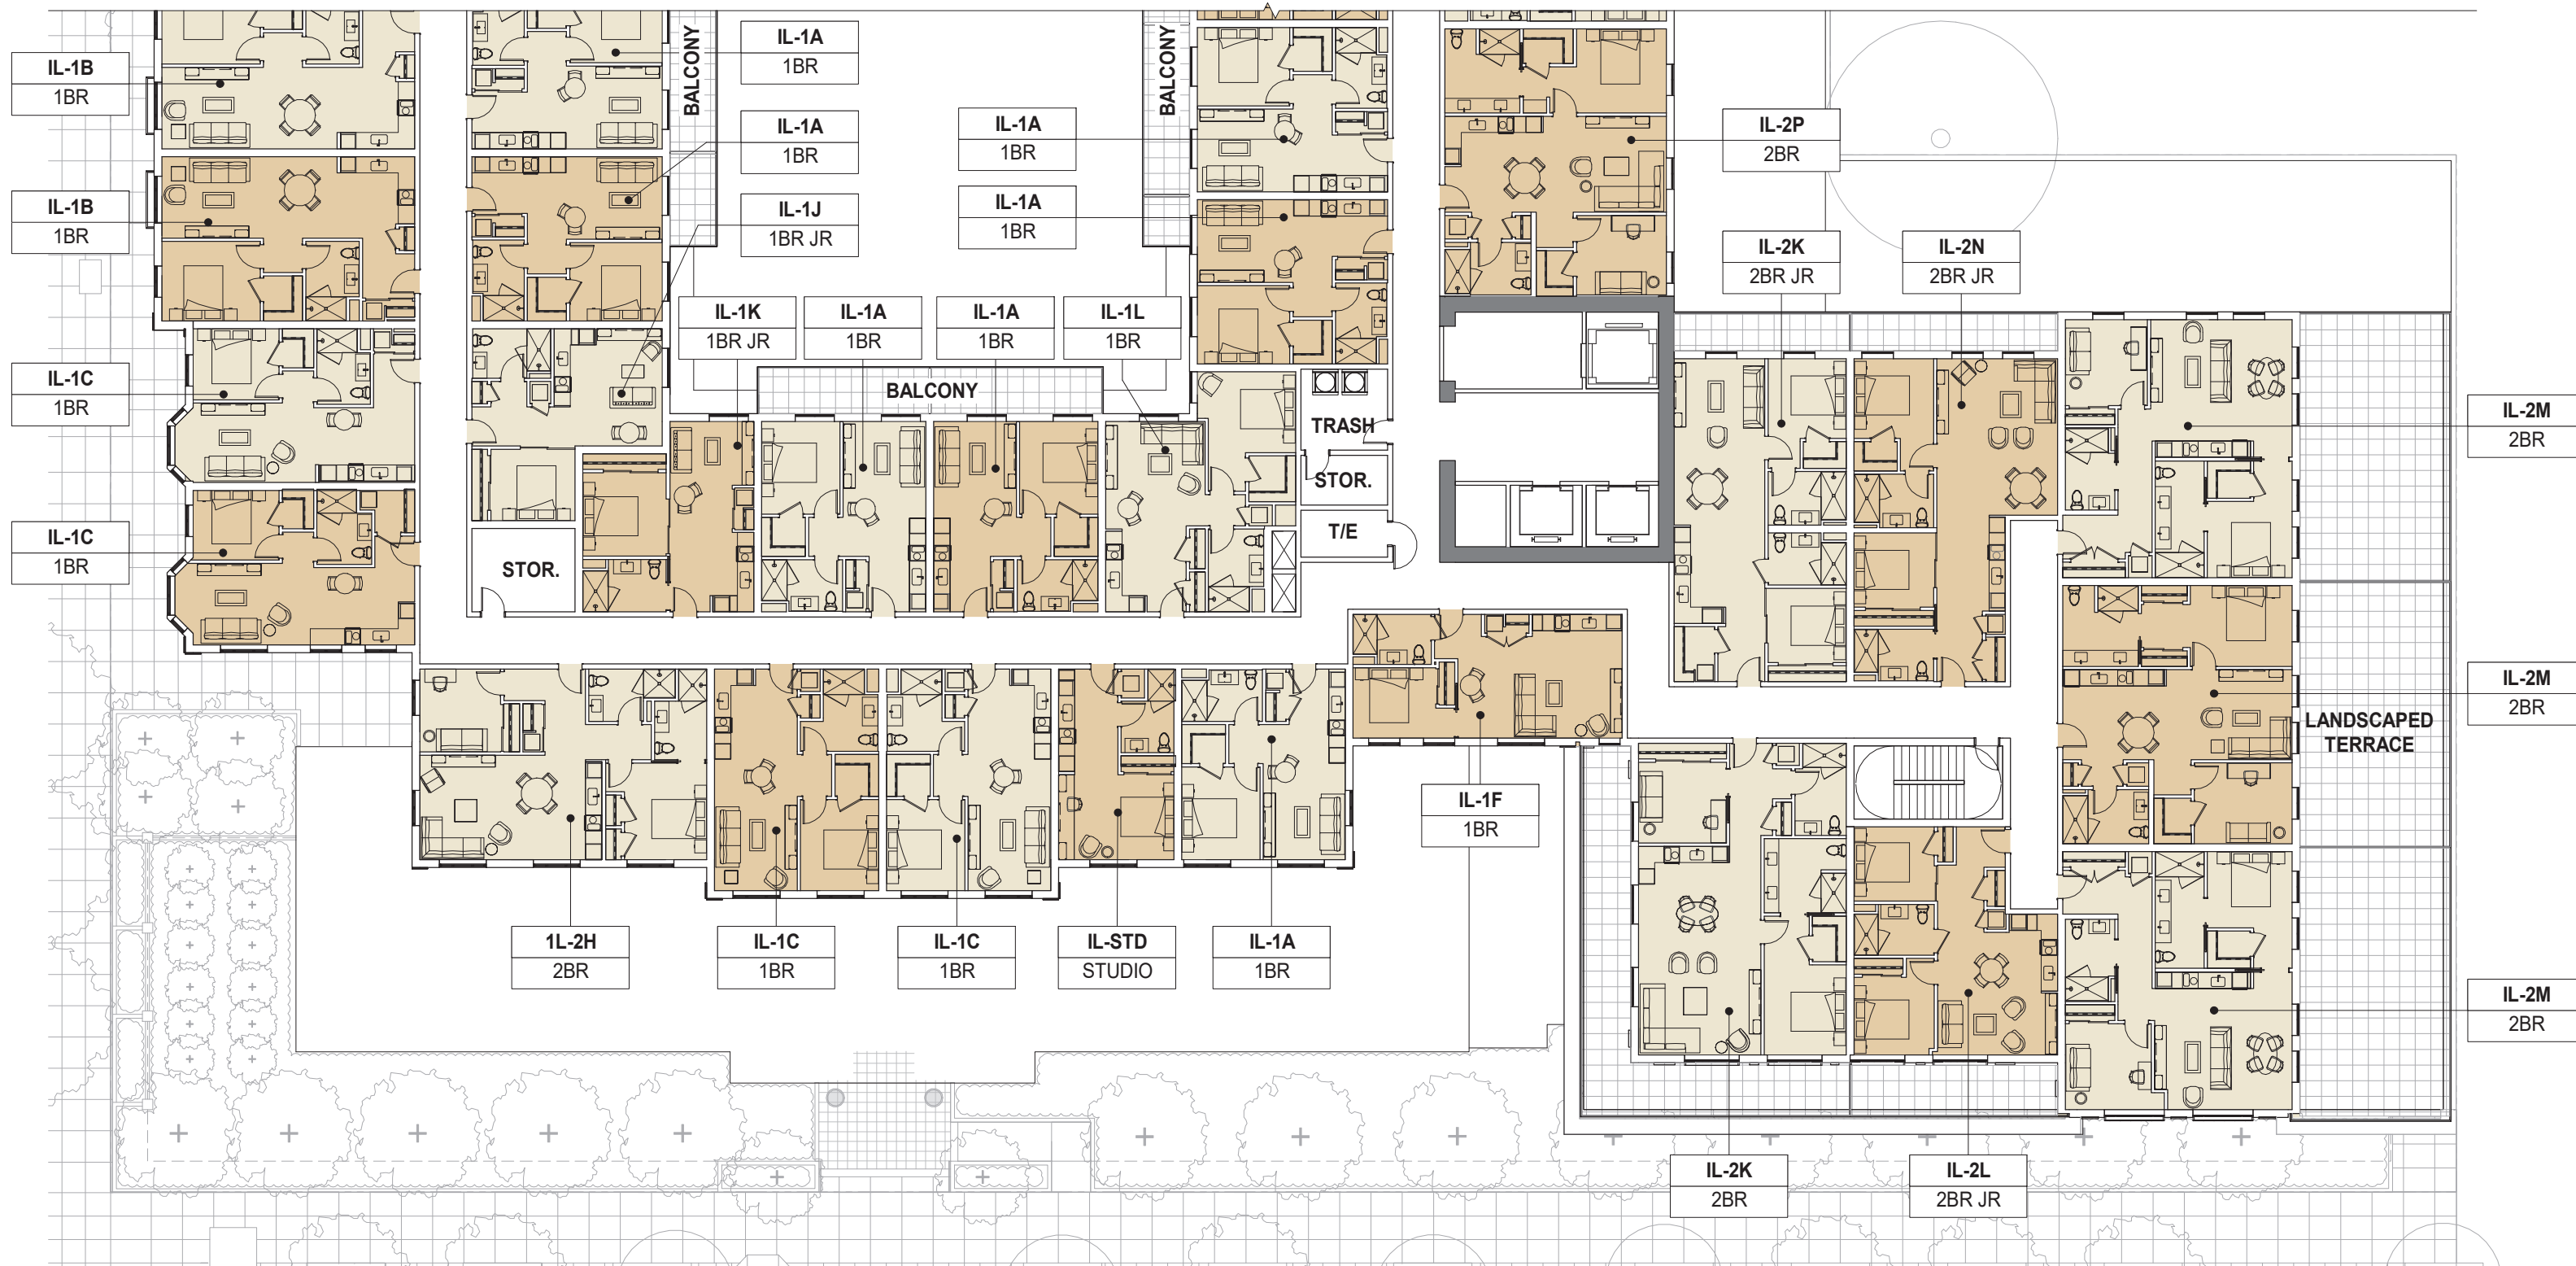 IL-1B
1BR
IL-1A
1BR
BALCONY
BALCONY
IL-1A
1BR
IL-1A
1BR
IL-2P
2BR
IL-1B
1BR
IL-1J
1BR JR
IL-1A
1BR
IL-2K
2BR JR
IL-2N
2BR JR
IL-1K
1BR JR
IL-1A
1BR
IL-1A
1BR
IL-1L
1BR
IL-1C
1BR
BALCONY
IL-2M
2BR
TRASH
STOR.
IL-1C
1BR
T/E
STOR.
IL-2M
2BR
LANDSCAPED
TERRACE
IL-1F
1BR
1L-2H
2BR
IL-1C
1BR
IL-1C
1BR
IL-STD
STUDIO
IL-1A
1BR
IL-2M
2BR
IL-2K
2BR
IL-2L
2BR JR